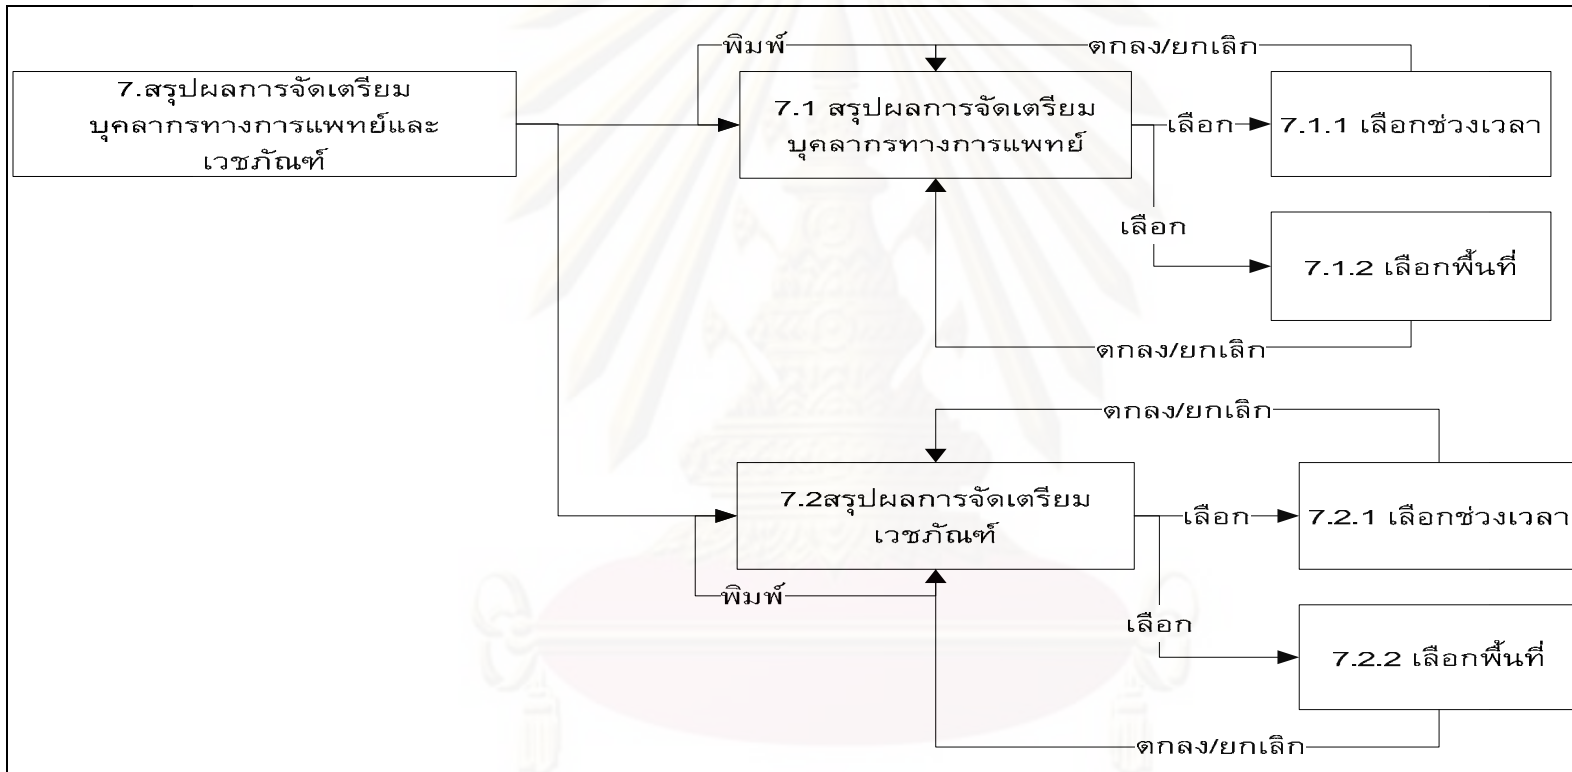 พิมพ์
ตกลง/ยกเลิก
7.สรุปผลการจัดเตรียม
บุคลากรทางการแพทย์และ
เวชภัณฑ์
7.1 สรุปผลการจัดเตรียม
บุคลากรทางการแพทย์
เลือก
7.1.1 เลือกช่วงเวลา
เลือก
7.1.2 เลือกพื้นที่
ตกลง/ยกเลิก
ตกลง/ยกเลิก
7.2สรุปผลการจัดเตรียม
เวชภัณฑ์
เลือก
7.2.1 เลือกช่วงเวลา
พิมพ์
เลือก
7.2.2 เลือกพื้นที่
ตกลง/ยกเลิก